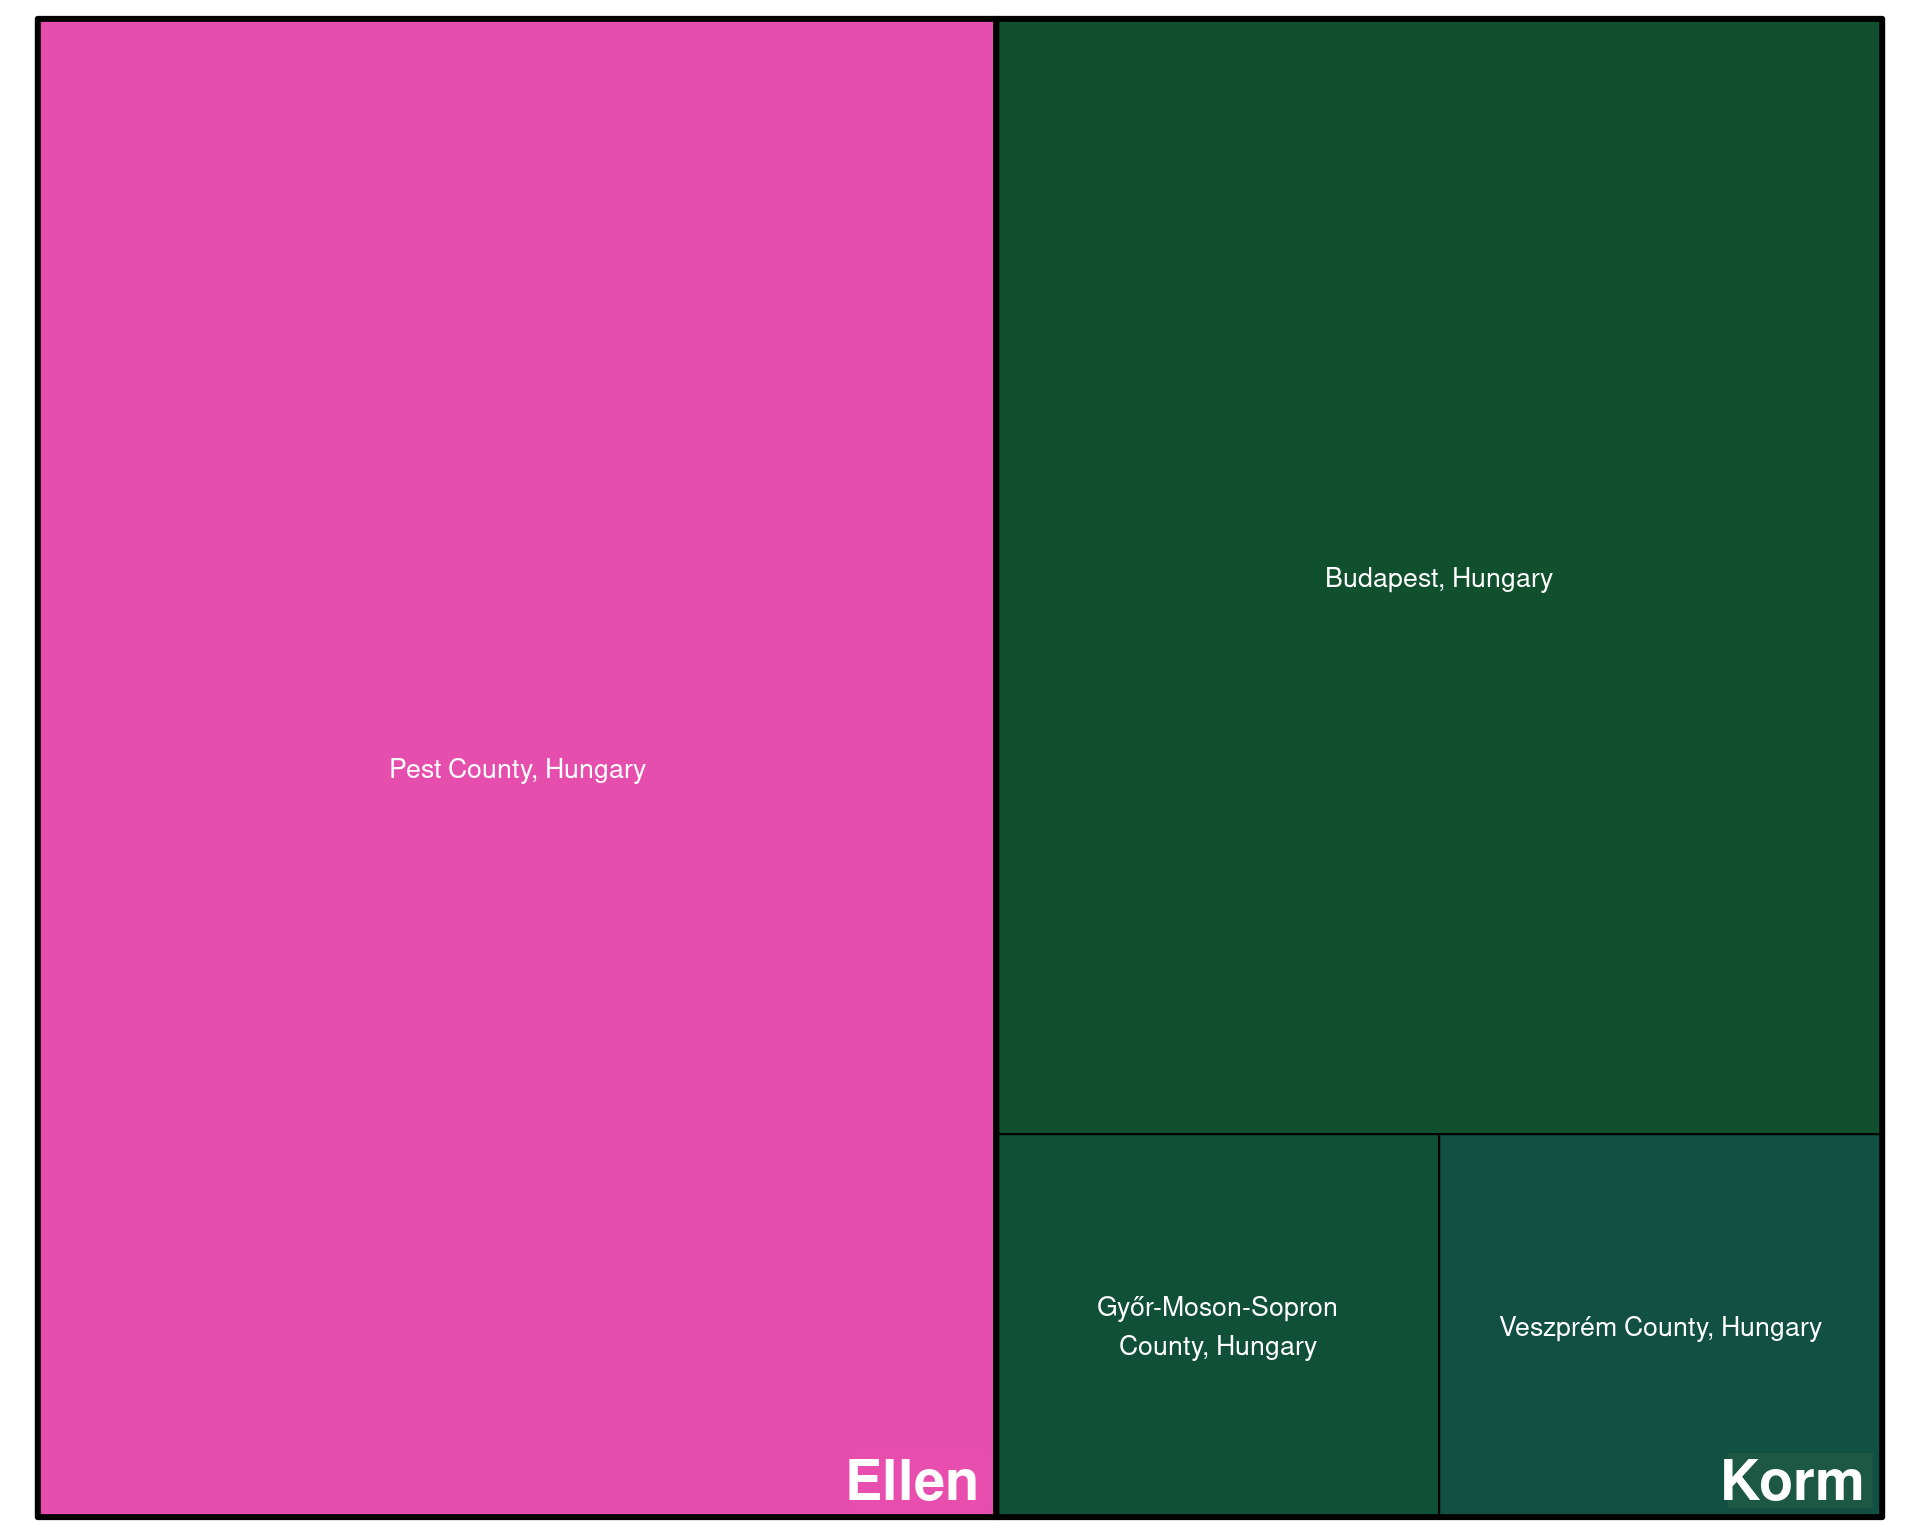 Pest County, Hungary
Ellen
Budapest, Hungary
Győr-Moson-Sopron
County, Hungary
Veszprém County, Hungary
Korm